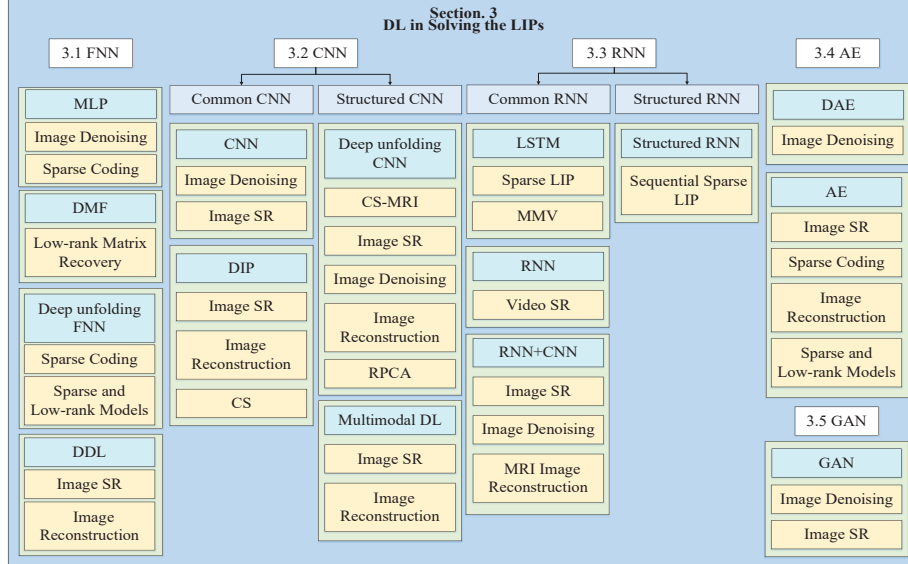 Section. 3
DL in Solving the LIPs
3.1 FNN
MLP
Image Denoising
Sparse Coding
DMF
Low-rank Matrix
Recovery
Deep unfolding
FNN
Sparse Coding
Sparse and
Low-rank Models
DDL
Image SR
Image
Reconstruction
3.2 CNN
Common CNN
CNN
Image Denoising
Image SR
DIP
Image SR
Image
Reconstruction
CS
Structured CNN
Deep unfolding
CNN
CS-MRI
Image SR
Image Denoising
Image
Reconstruction
RPCA
Multimodal DL
Image SR
Image
Reconstruction
3.3 RNN
Common RNN
LSTM
Sparse LIP
MMV
RNN
Video SR
RNN+CNN
Image SR
Image Denoising
MRI Image
Reconstruction
Structured RNN
Structured RNN
Sequential Sparse
LIP
3.4 AE
DAE
Image Denoising
AE
Image SR
Sparse Coding
Image
Reconstruction
Sparse and
Low-rank Models
3.5 GAN
GAN
Image Denoising
Image SR